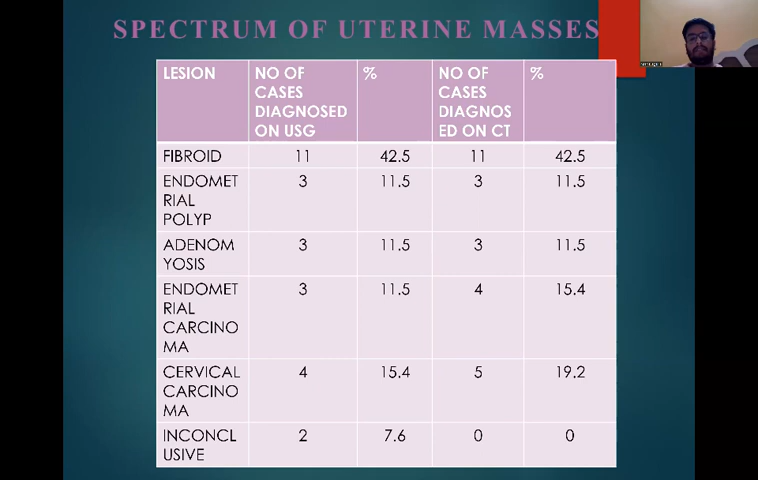 SPECTRUM OF UTERINE MASSES
LESION
NO OF
CASES
DIAGNOSED
ON USG
%
NO OF
CASES
DIAGNOS
ED ON CT
%
FIBROID 11 42.5 11 42.5
ENDOMET
RIAL
POLYP
3 11.5 3 11.5
ADENOM
YOSIS
3 11.5 3 11.5
ENDOMET
RIAL
CARCINO
MA
3 11.5 4 15.4
CERVICAL
CARCINO
MA
4 15.4 5 19.2
INCONCL
USIVE
2 7.6 0 0